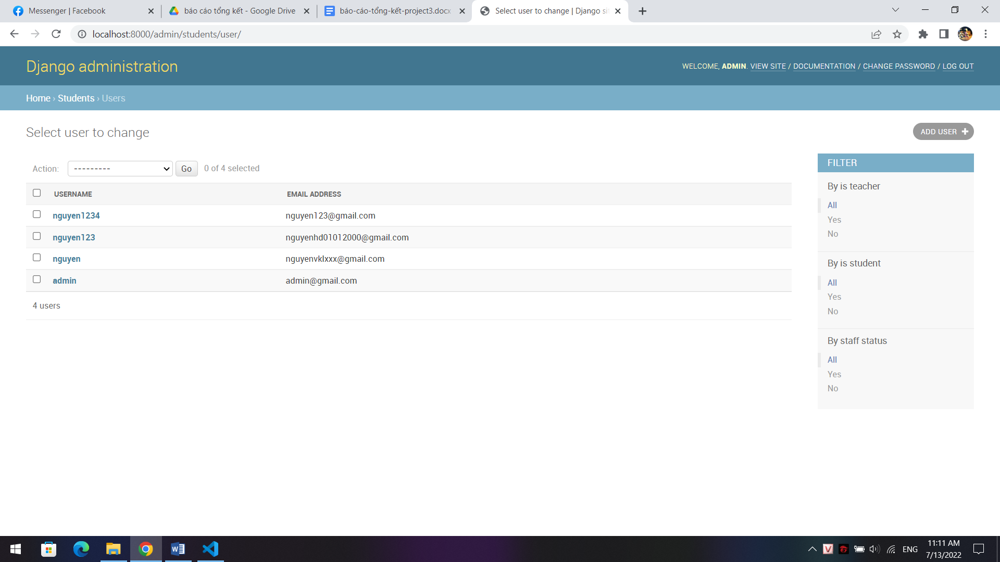 Messenger | Facebook
báo cáo tổng kết - Google Drive
báo-cáo-tổng-kết-project3.docx
Select user to change | Django sit
localhost:8000/admin/students/user/
Django administration
WELCOME, ADMIN. VIEW SITE / DOCUMENTATION / CHANGE PASSWORD / LOG OUT
Home › Students › Users
Select user to change
ADD USER
Action:
---------
Go
0 of 4 selected
USERNAME EMAIL ADDRESS
nguyen1234 nguyen123@gmail.com
nguyen123 nguyenhd01012000@gmail.com
nguyen nguyenvklxxx@gmail.com
admin admin@gmail.com
4 users
FILTER
By is teacher
All
Yes
No
By is student
All
Yes
No
By staff status
All
Yes
No
ENG
11:11 AM
7/13/2022